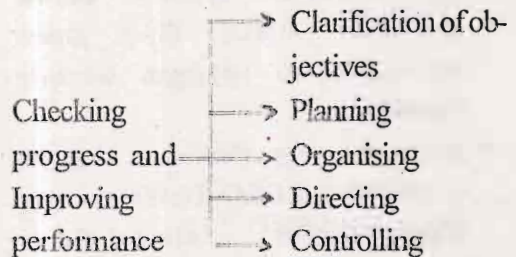 Clarification of ob-
jectives
Checking
Planning
progress and
Organising
Improving
Directing
performance
Controlling